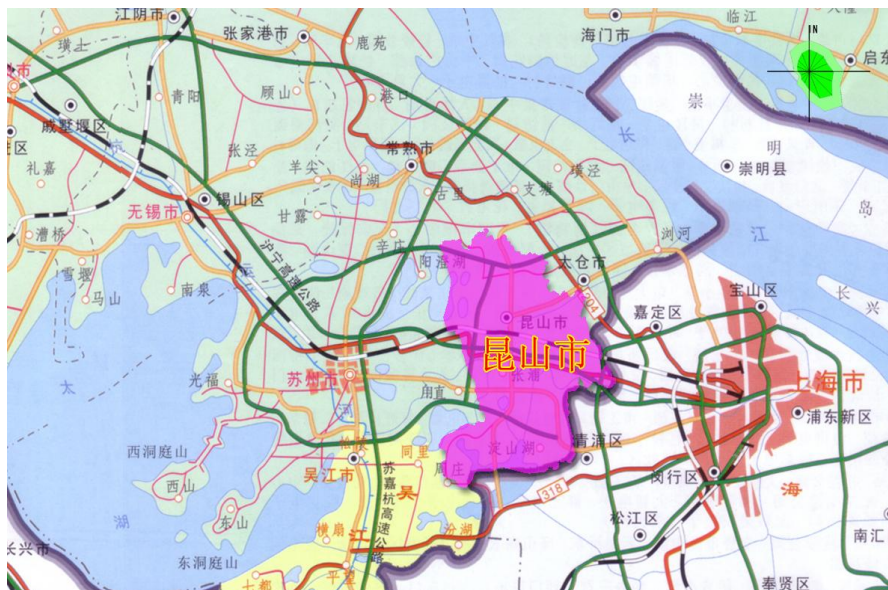 江阴市
张家港市
鹿苑
海门市
临江
启东
璜土
青阳
顾山
港口
崇
戚墅堰区
长
明
常熟市
张泾
羊尖
尚湖
璜泾
崇明县
礼嘉
锡山区
古里
支塘
岛
无锡市
甘露
漕桥
辛庄
浏河
江
沪宁高速公路
运
阳澄湖
太仓市
雪堰
马山
南泉
宝山区
长
兴
204
嘉定区
昆山市
昆山市
太
光福
苏州市
甪直
张浦
上海市
河
浦东新区
西洞庭山
同里
淀山湖
青浦区
吴江市
周庄
闵行区
西山
苏嘉杭高速公路
吴
318
海
湖
东山
松江区
横扇
江
汾湖
南汇
长兴市
东洞庭山
七都
平望
奉贤区
N